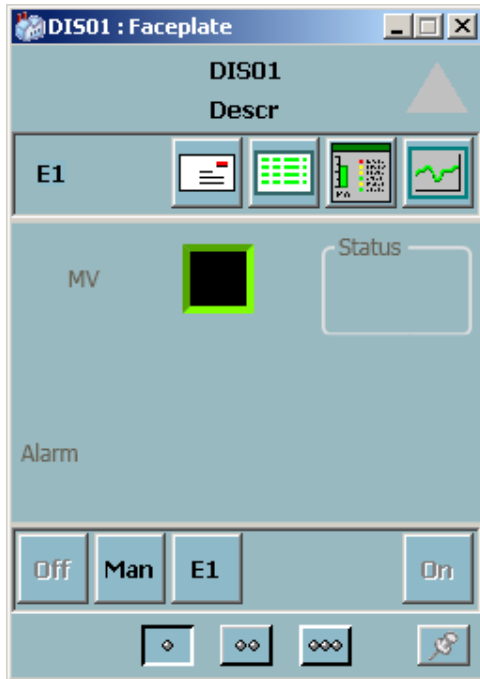 DIS01 : Faceplate
DIS01
Descr
E1
Status
MV
Alarm
Off Man E1 On